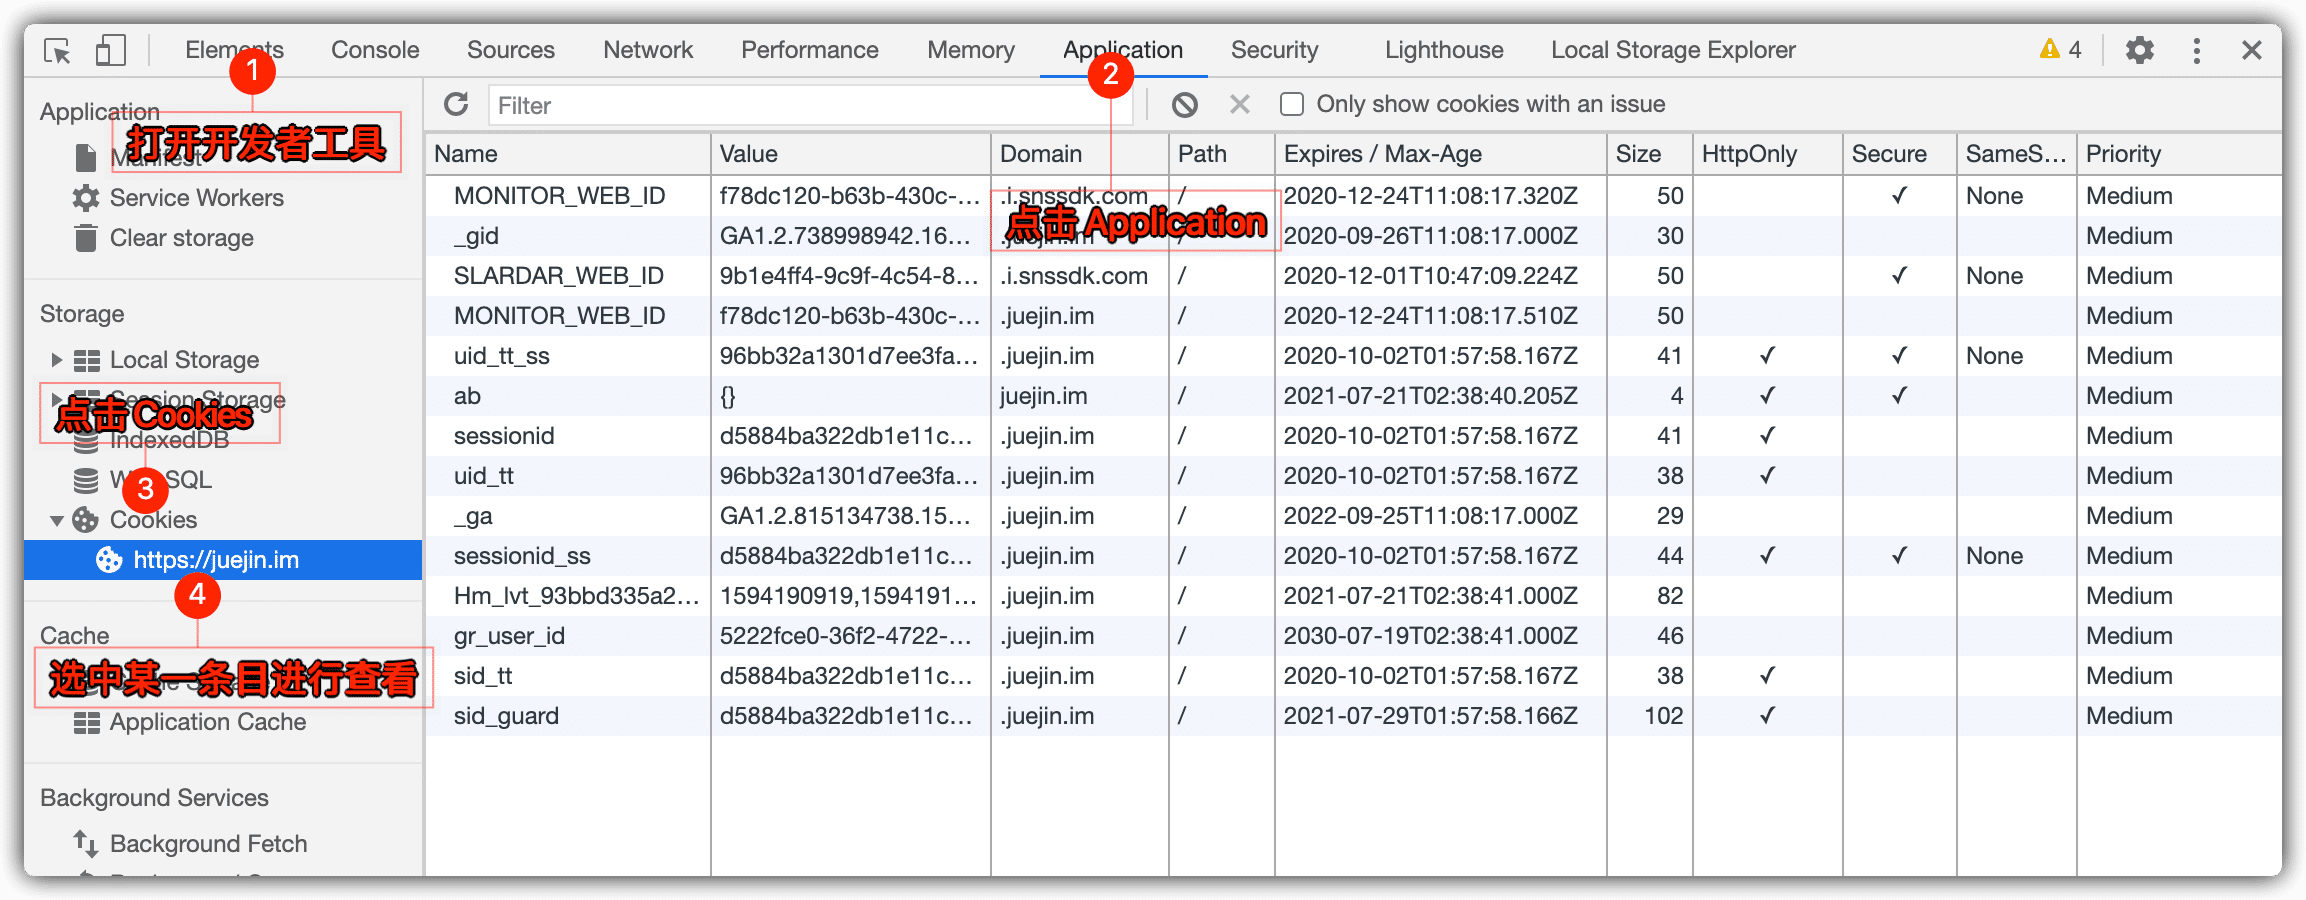 Elements Console Sources Network Performance Memory Application Security Lighthouse Local Storage Explorer 4
1
2
Application
打开开发者工具
Manifest
Service Workers
Clear storage
Storage
Local Storage
Session Storage
点击 Cookies
IndexedDB
3
Cookies
https://juejin.im
4
Cache
选中某一条目进行查看
Application Cache
Background Services
Background Fetch
Filter Only show cookies with an issue
点击 Application
Name Value Domain Path Expires / Max-Age Size HttpOnly Secure SameS... Priority
MONITOR_WEB_ID f78dc120-b63b-430c-... .i.snssdk.com / 2020-12-24T11:08:17.320Z 50 ✓ None Medium
_gid GA1.2.738998942.16... .juejin.im / 2020-09-26T11:08:17.000Z 30 Medium
SLARDAR_WEB_ID 9b1e4ff4-9c9f-4c54-8... .i.snssdk.com / 2020-12-01T10:47:09.224Z 50 ✓ None Medium
MONITOR_WEB_ID f78dc120-b63b-430c-... .juejin.im / 2020-12-24T11:08:17.510Z 50 Medium
uid_tt_ss 96bb32a1301d7ee3fa... .juejin.im / 2020-10-02T01:57:58.167Z 41 ✓ ✓ None Medium
ab {} juejin.im / 2021-07-21T02:38:40.205Z 4 ✓ ✓ Medium
sessionid d5884ba322db1e11c... .juejin.im / 2020-10-02T01:57:58.167Z 41 ✓ Medium
uid_tt 96bb32a1301d7ee3fa... .juejin.im / 2020-10-02T01:57:58.167Z 38 ✓ Medium
_ga GA1.2.815134738.15... .juejin.im / 2022-09-25T11:08:17.000Z 29 Medium
sessionid_ss d5884ba322db1e11c... .juejin.im / 2020-10-02T01:57:58.167Z 44 ✓ ✓ None Medium
Hm_lvt_93bbd335a2... 1594190919,1594191... .juejin.im / 2021-07-21T02:38:41.000Z 82 Medium
gr_user_id 5222fce0-36f2-4722-... .juejin.im / 2030-07-19T02:38:41.000Z 46 Medium
sid_tt d5884ba322db1e11c... .juejin.im / 2020-10-02T01:57:58.167Z 38 ✓ Medium
sid_guard d5884ba322db1e11c... .juejin.im / 2021-07-29T01:57:58.166Z 102 ✓ Medium